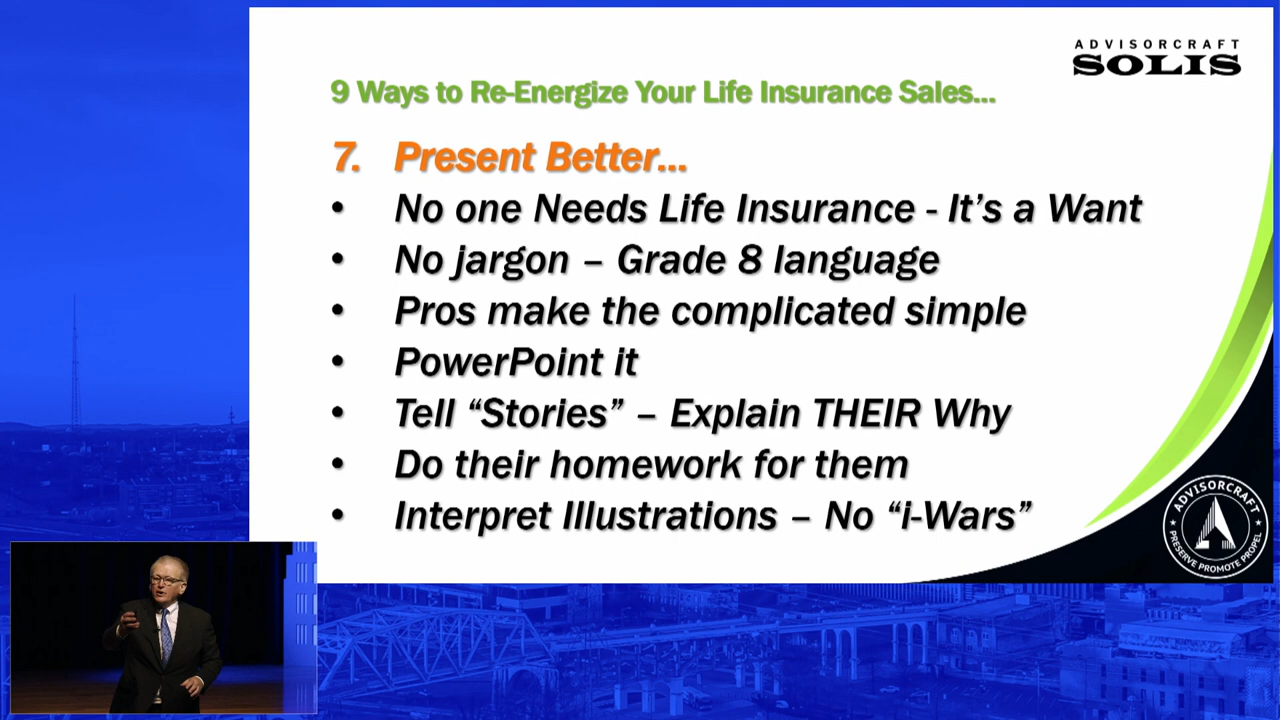 ADVISORCRAFT
SOLIS
9 Ways to Re-Energize Your Life Insurance Sales...
7. Present Better...
• No one Needs Life Insurance - It's a Want
• No jargon – Grade 8 language
• Pros make the complicated simple
• PowerPoint it
• Tell “Stories” – Explain THEIR Why
• Do their homework for them
• Interpret Illustrations – No “i-Wars”
ADVISORCRAFT
PRESERVE PROMOTE PROPEL